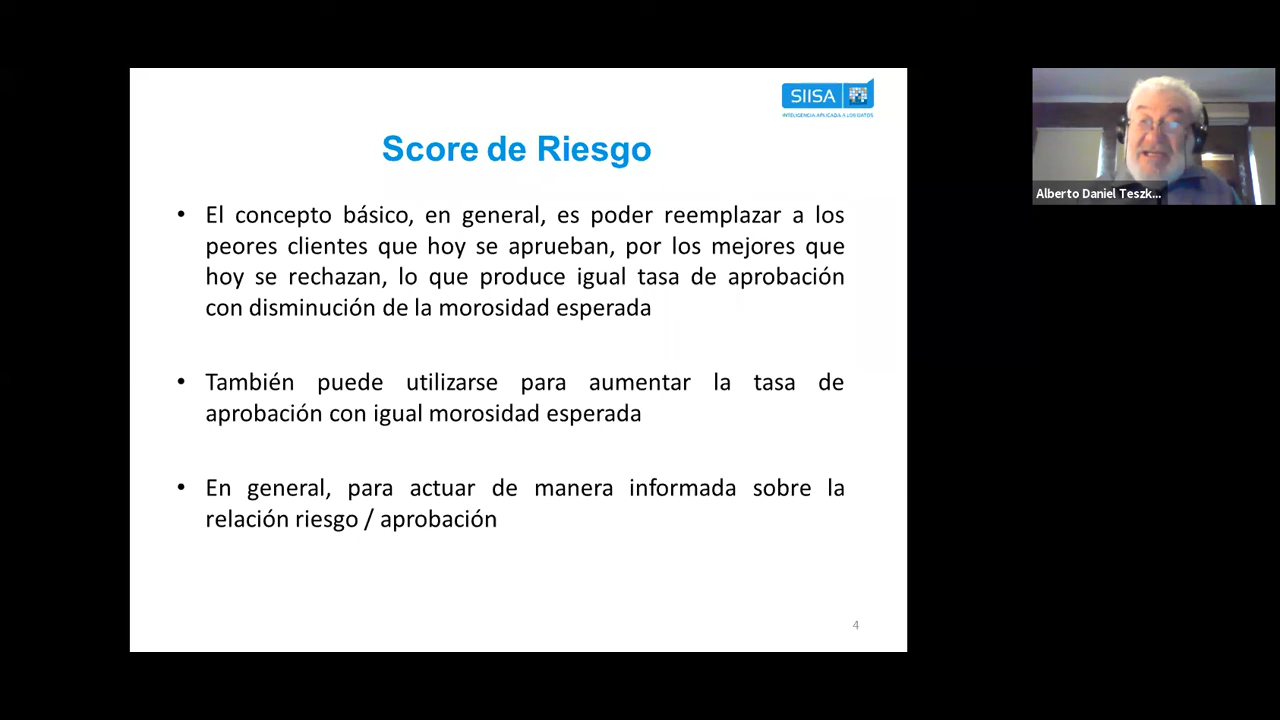 SIISA
INTELIGENCIA APLICADA A LOS DATOS
Score de Riesgo
• El concepto básico, en general, es poder reemplazar a los
peores clientes que hoy se aprueban, por los mejores que
hoy se rechazan, lo que produce igual tasa de aprobación
con disminución de la morosidad esperada
• También puede utilizarse para aumentar la tasa de
aprobación con igual morosidad esperada
• En general, para actuar de manera informada sobre la
relación riesgo / aprobación
4
Alberto Daniel Teszk...